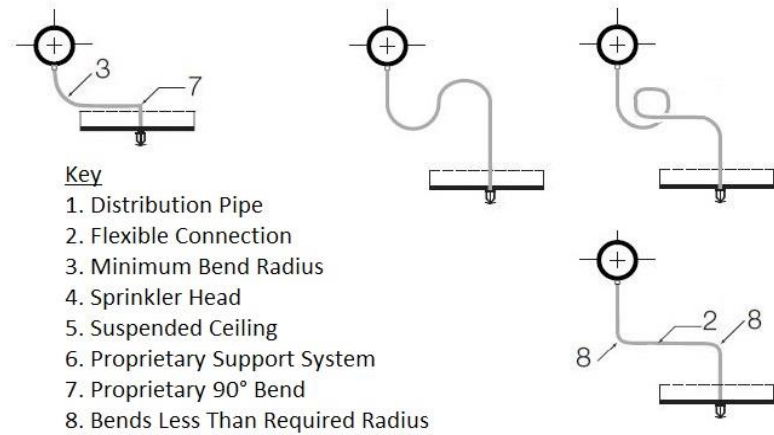 3
7
Key
1. Distribution Pipe
2. Flexible Connection
3. Minimum Bend Radius
4. Sprinkler Head
5. Suspended Ceiling
6. Proprietary Support System
7. Proprietary 90° Bend
8. Bends Less Than Required Radius
2
8
8